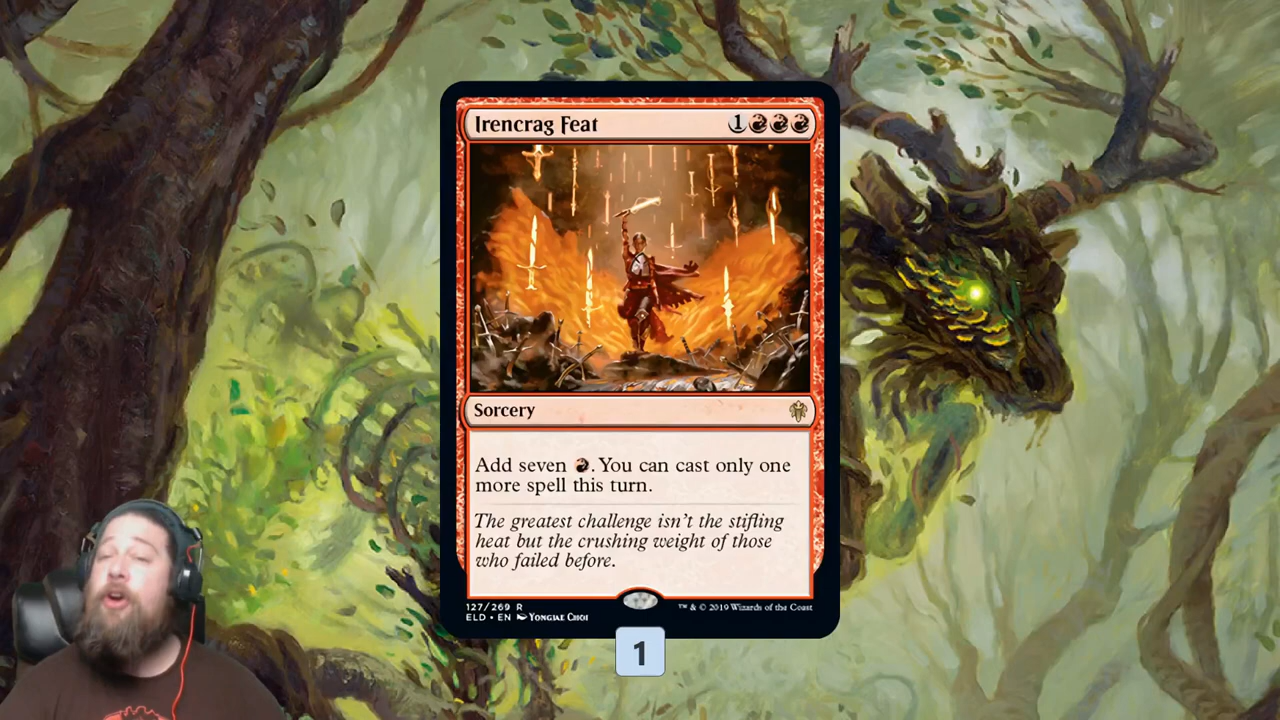 Irencrag Feat 1
Sorcery
Add seven . You can cast only one
more spell this turn.
The greatest challenge isn't the stifling
heat but the crushing weight of those
who failed before.
127/269 R
ELD • EN Yongjae Choi
™ & © 2019 Wizards of the Coast
1